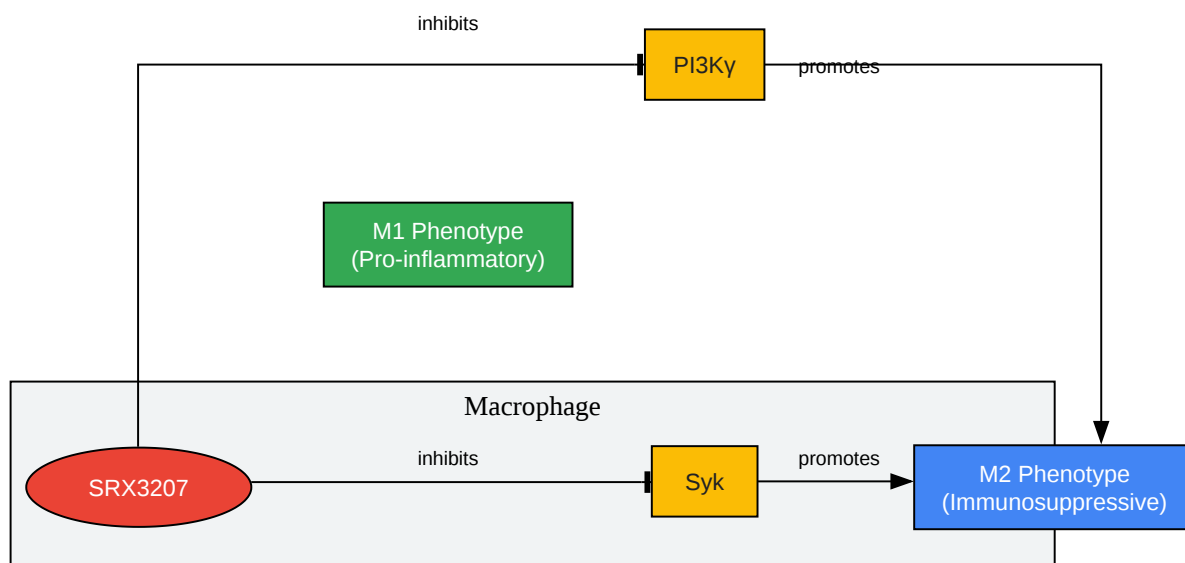 inhibits
PI3Kγ
promotes
M1 Phenotype
(Pro-inflammatory)
Macrophage
inhibits
promotes
SRX3207
Syk
M2 Phenotype
(Immunosuppressive)